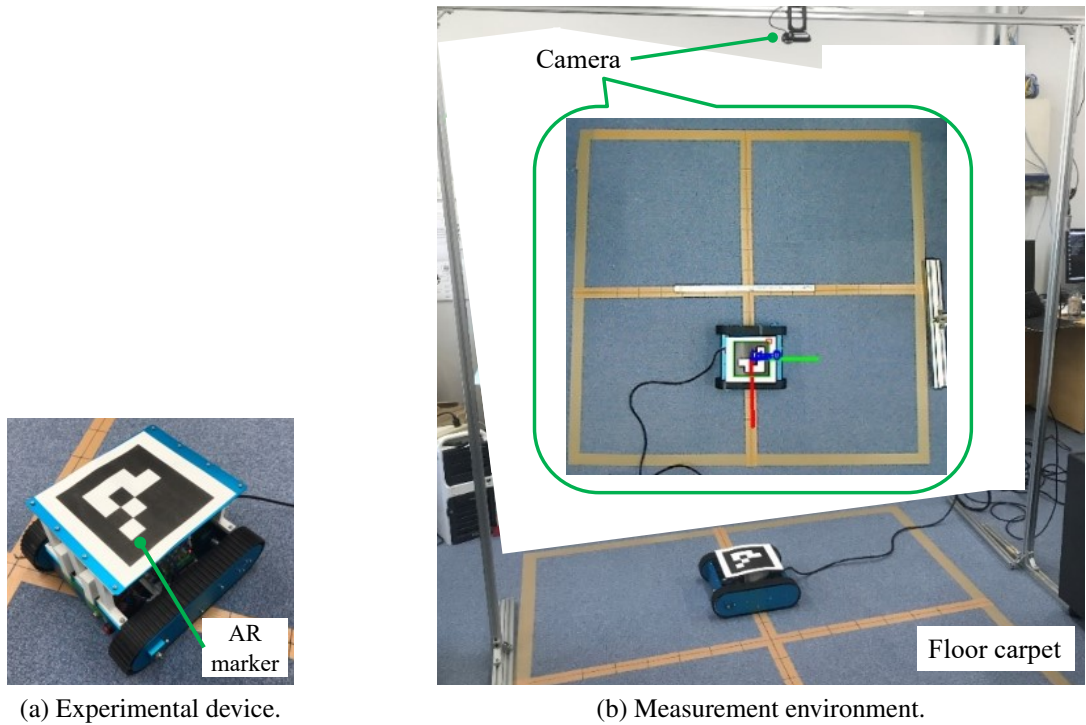 Camera
AR
marker
Floor carpet
(a) Experimental device.
(b) Measurement environment.